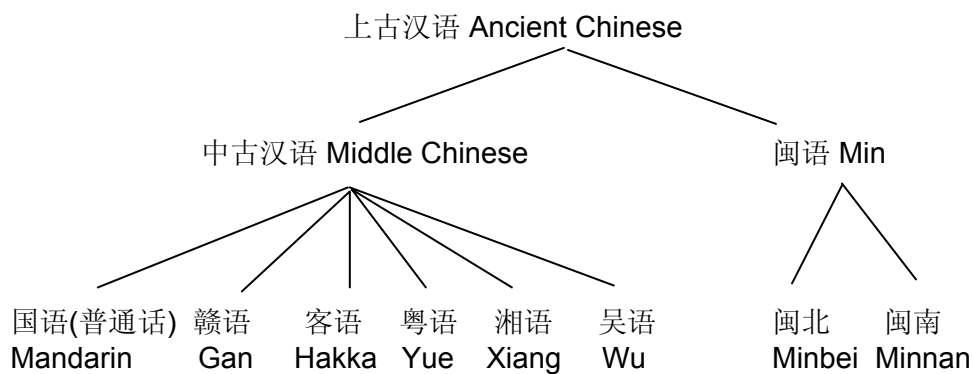 上古汉语 Ancient Chinese
中古汉语 Middle Chinese 闽语 Min
国语(普通话) 赣语 客语 粤语 湘语 吴语 闽北 闽南
Mandarin Gan Hakka Yue Xiang Wu Minbei Minnan